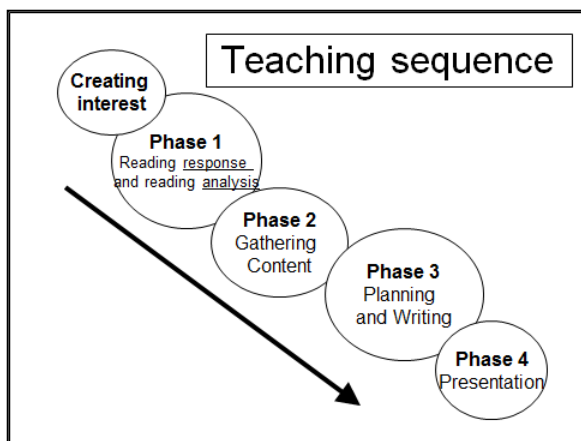 Teaching sequence
Creating
interest
Phase 1
Reading response
and reading analysis
Phase 2
Gathering
Content
Phase 3
Planning
and Writing
Phase 4
Presentation